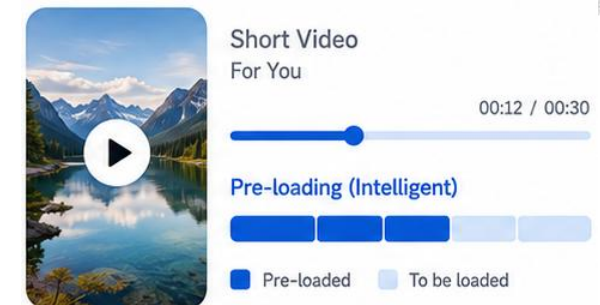 Short Video
For You
00:12 / 00:30
Pre-loading (Intelligent)
Pre-loaded
To be loaded